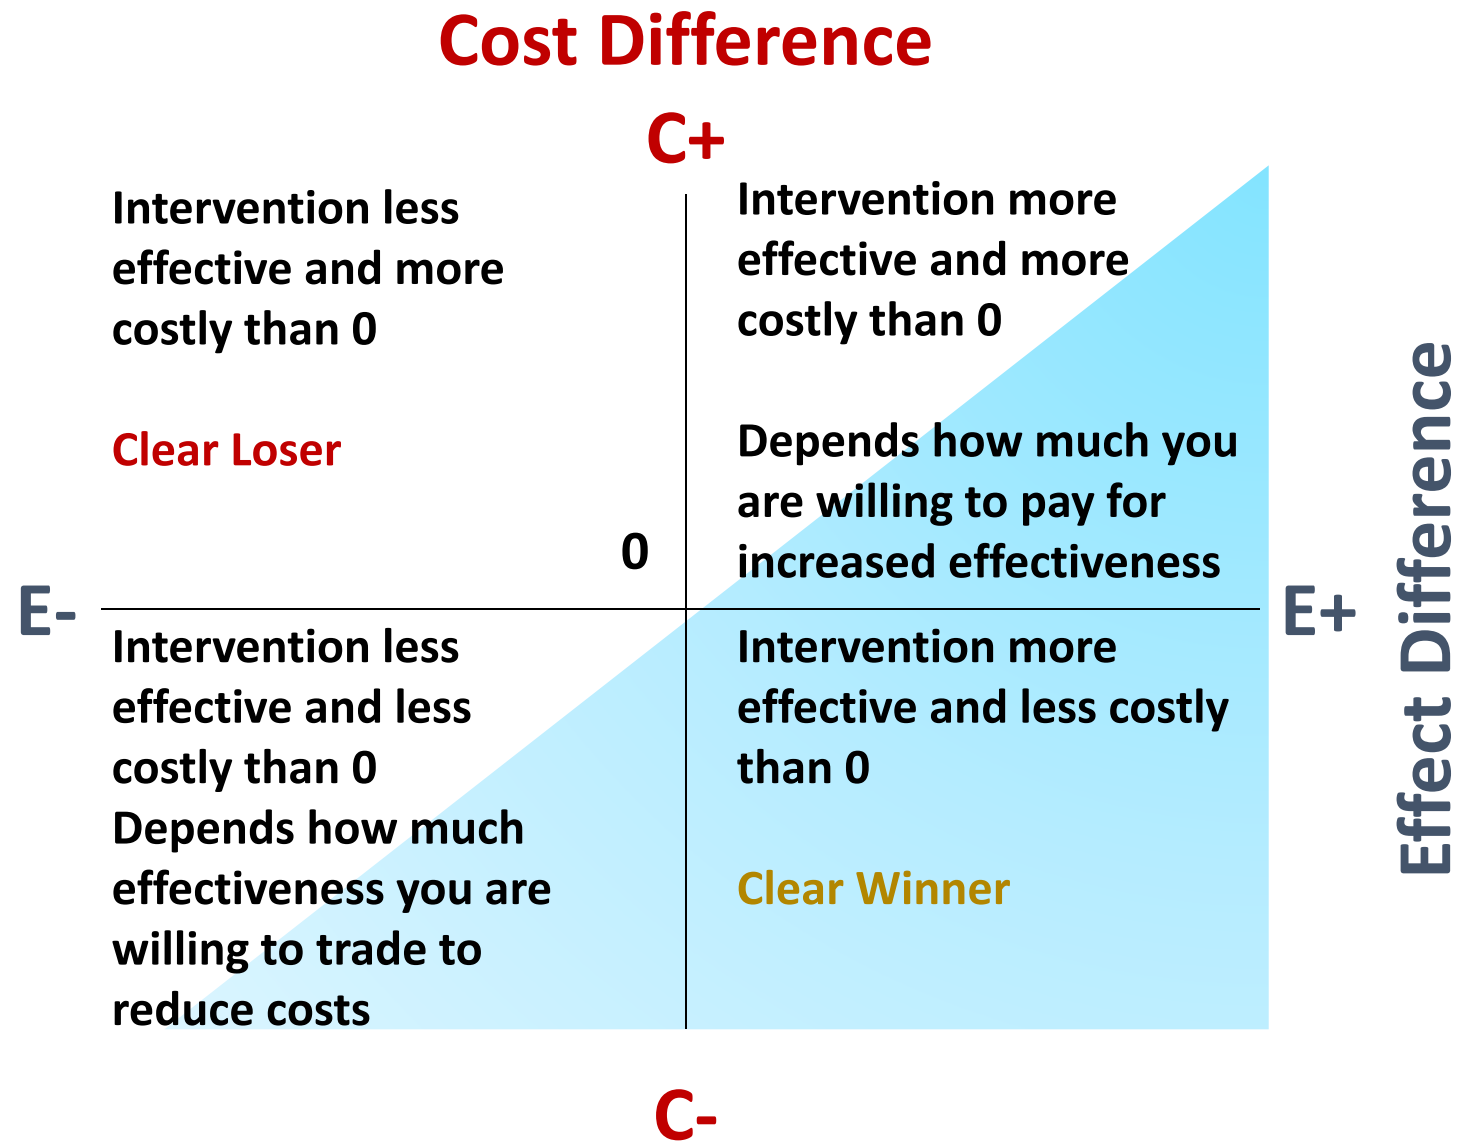 Cost Difference
C+
Intervention less
effective and more
costly than 0
Clear Loser
Intervention more
effective and more
costly than 0
Depends how much you
are willing to pay for
increased effectiveness
0
E-
E+
Effect Difference
Intervention less
effective and less
costly than 0
Depends how much
effectiveness you are
willing to trade to
reduce costs
Intervention more
effective and less costly
than 0
Clear Winner
C-